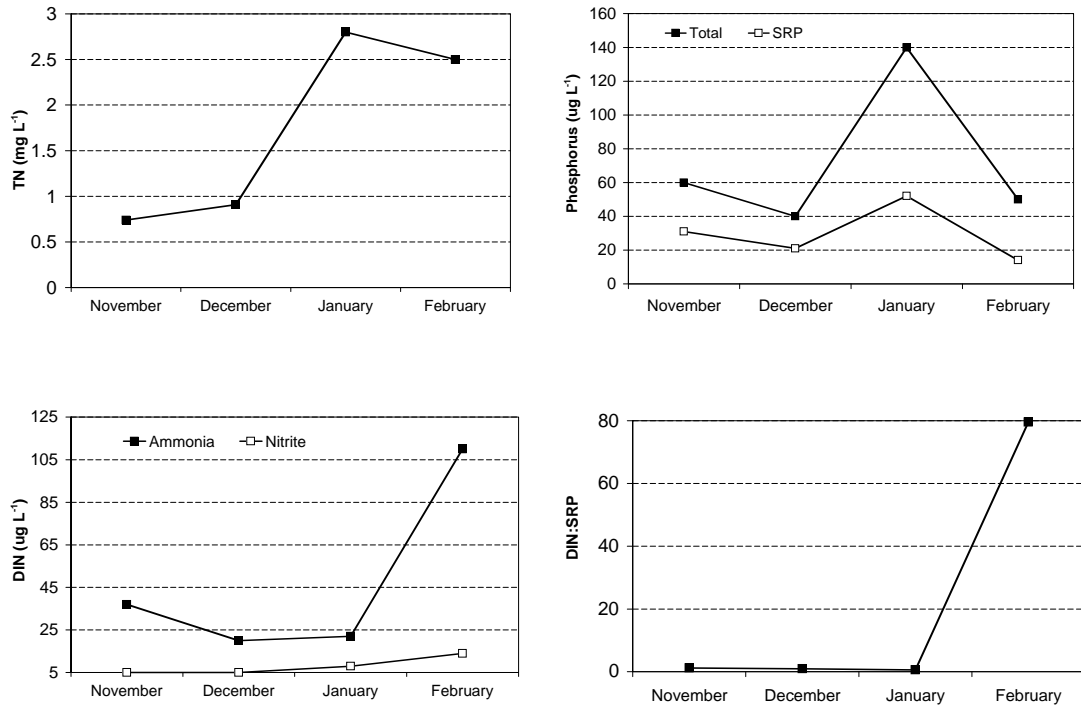 TN (mg L-1)
3
2.5
2
1.5
1
0.5
0
November December January February
Phosphorus (ug L-1)
160
140
120
100
80
60
40
20
0
Total SRP
November December January February
DIN (ug L-1)
125
105
85
65
45
25
5
Ammonia Nitrite
November December January February
DIN:SRP
80
60
40
20
0
November December January February